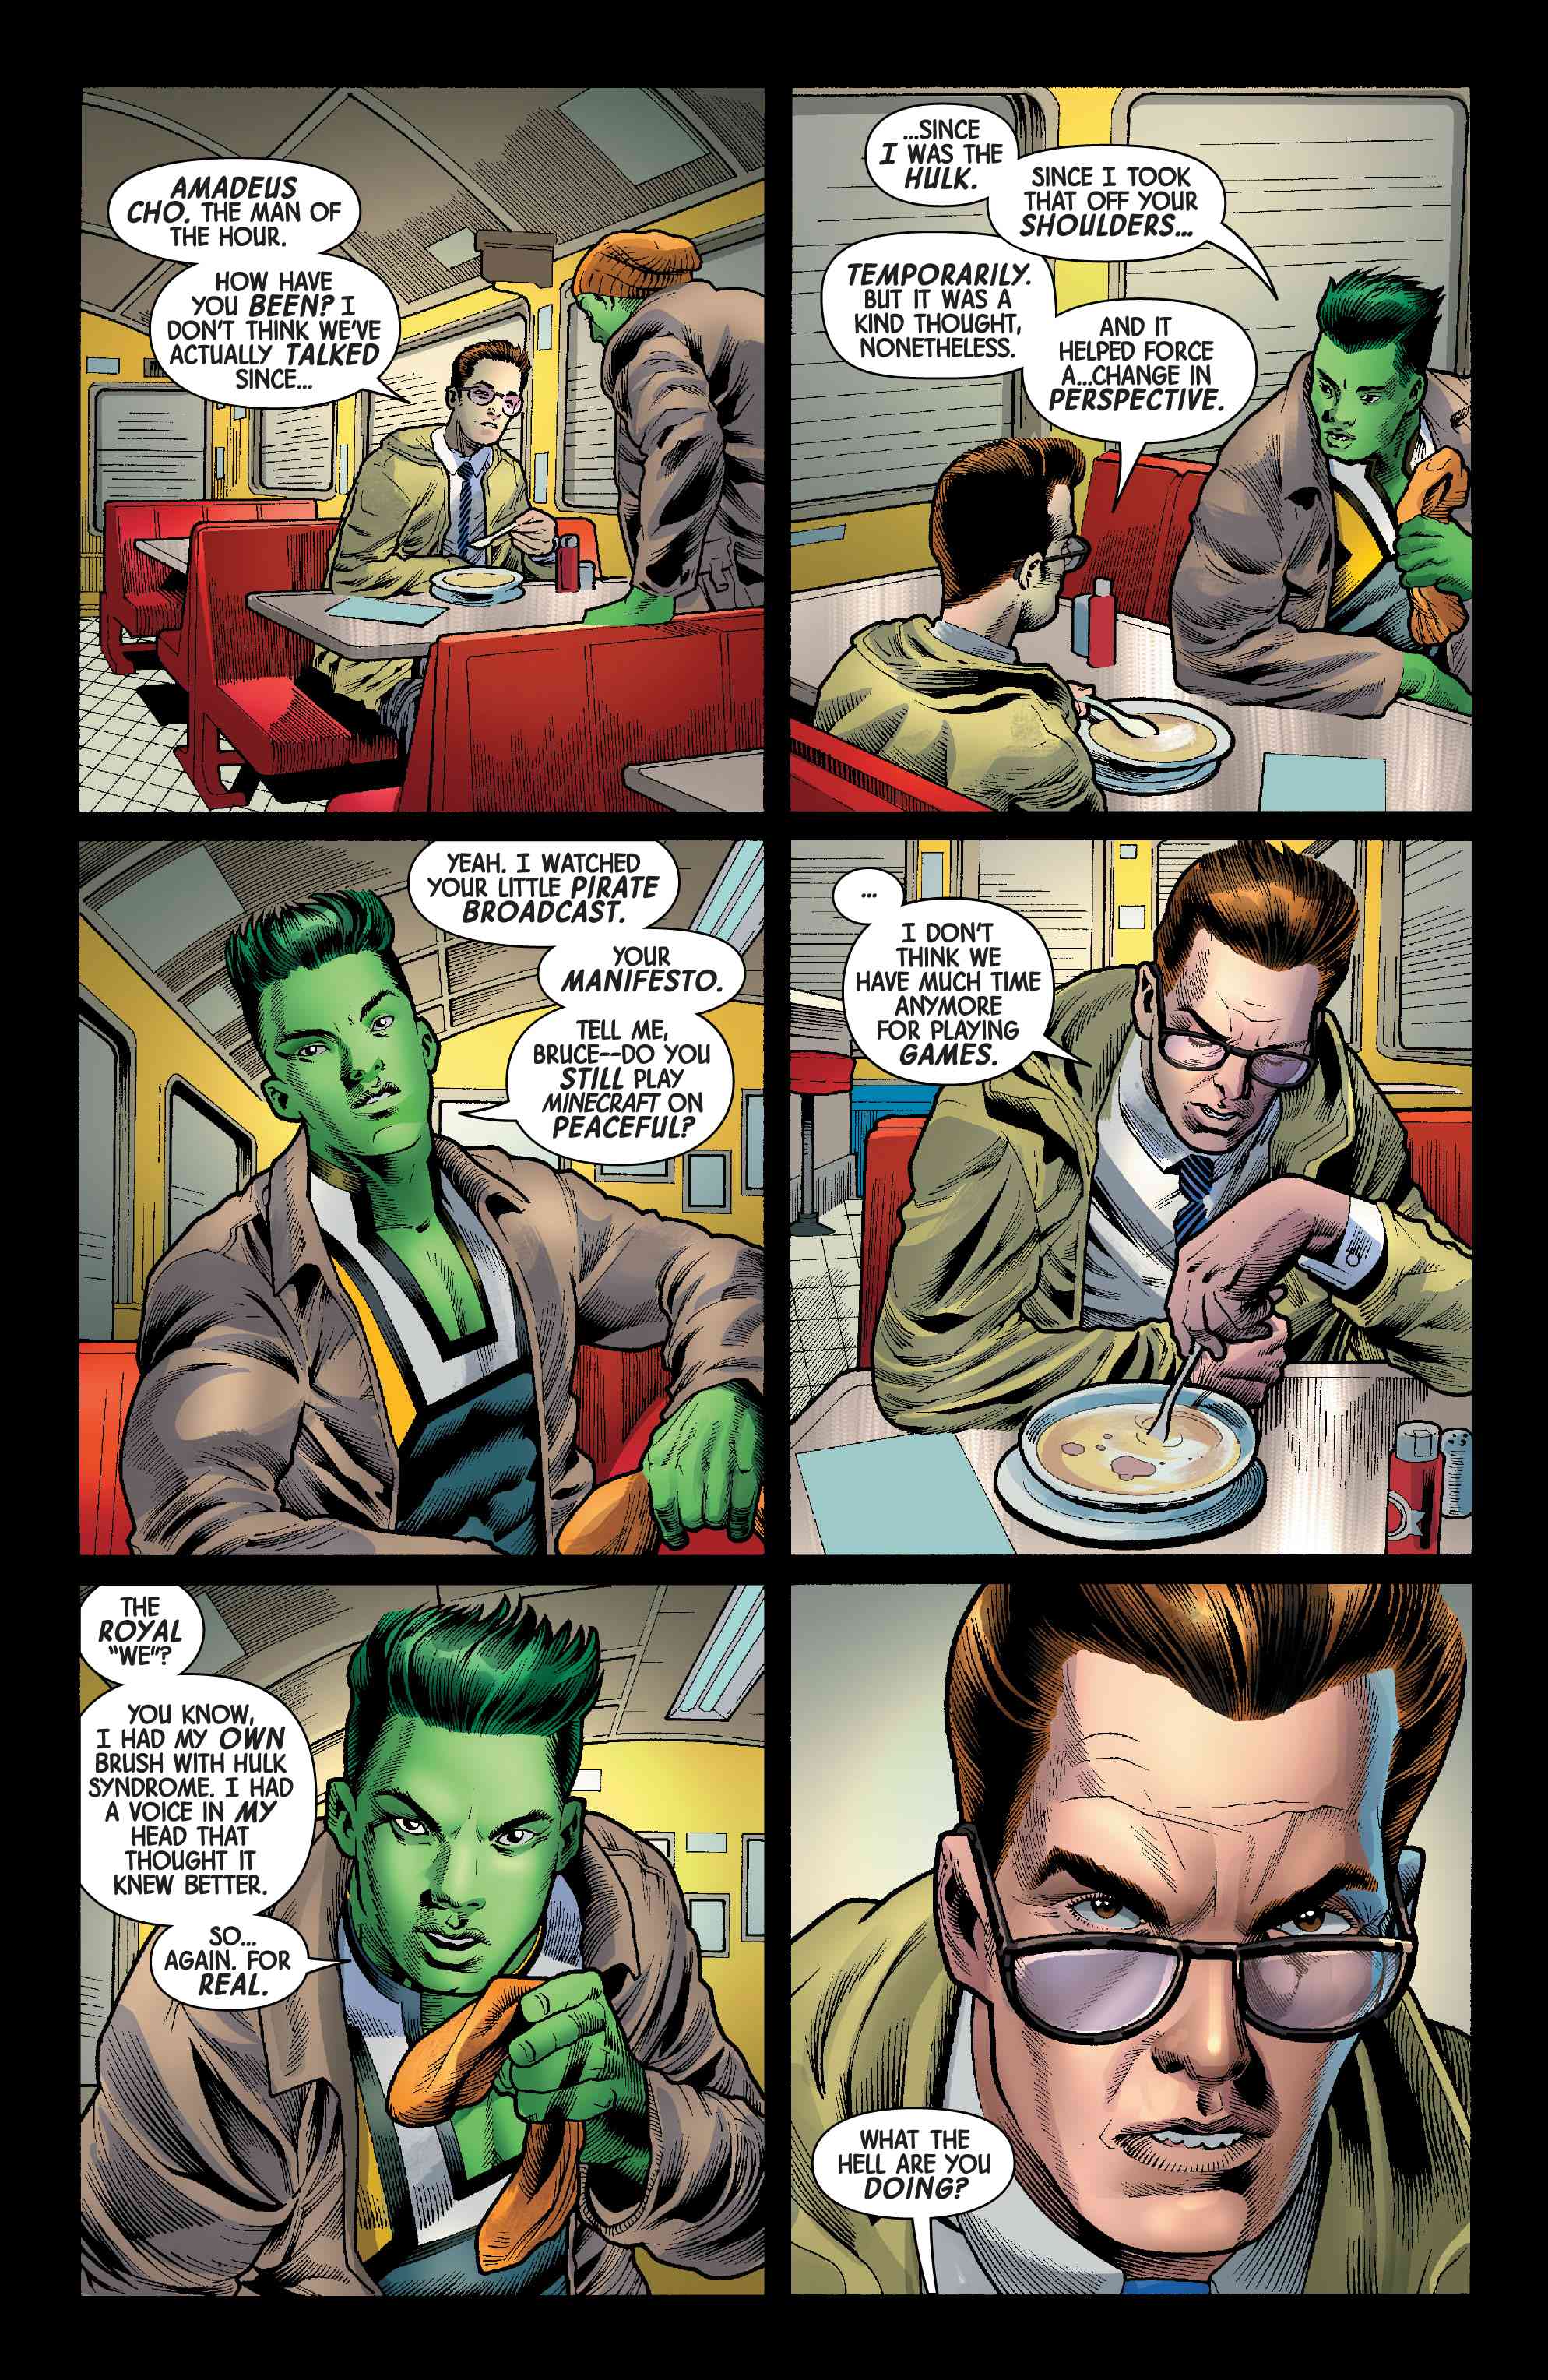 AMADEUS
CHO. THE MAN OF
THE HOUR.
HOW HAVE
YOU BEEN? I
DON'T THINK WE'VE
ACTUALLY TALKED
SINCE...
...SINCE
I WAS THE
HULK.
SINCE I TOOK
THAT OFF YOUR
SHOULDERS...
TEMPORARILY.
BUT IT WAS A
KIND THOUGHT,
NONETHELESS.
AND IT
HELPED FORCE
A...CHANGE IN
PERSPECTIVE.
YEAH. I WATCHED
YOUR LITTLE PIRATE
BROADCAST.
YOUR
MANIFESTO.
TELL ME,
BRUCE--DO YOU
STILL PLAY
MINECRAFT ON
PEACEFUL?
...
I DON'T
THINK WE
HAVE MUCH TIME
ANYMORE
FOR PLAYING
GAMES.
THE
ROYAL
"WE"?
YOU KNOW,
I HAD MY OWN
BRUSH WITH HULK
SYNDROME. I HAD
A VOICE IN MY
HEAD THAT
THOUGHT IT
KNEW BETTER.
SO...
AGAIN. FOR
REAL.
WHAT THE
HELL ARE YOU
DOING?